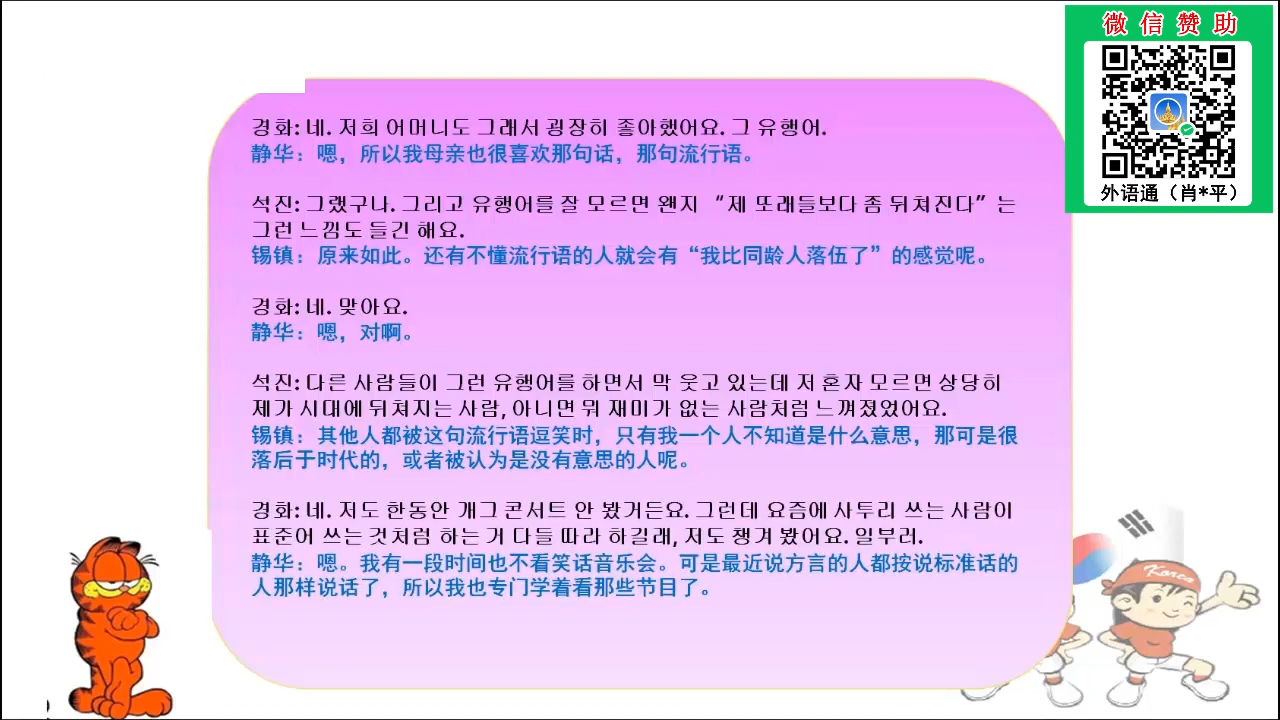 微信赞助
外语通（肖*平）
경화: 네. 저희 어머니도 그래서 굉장히 좋아했어요. 그 유행어.
静华：嗯，所以我母亲也很喜欢那句话，那句流行语。
석진: 그랬구나. 그리고 유행어를 잘 모르면 왠지 “제 또래들보다 좀 뒤쳐진다”는
그런 느낌도 들긴 해요.
锡镇：原来如此。还有不懂流行语的人就会有“我比同龄人落伍了”的感觉呢。
경화: 네. 맞아요.
静华：嗯，对啊。
석진: 다른 사람들이 그런 유행어를 하면서 막 웃고 있는데 저 혼자 모르면 상당히
제가 시대에 뒤쳐지는 사람, 아니면 뭐 재미가 없는 사람처럼 느껴졌었어요.
锡镇：其他人都被这句流行语逗笑时，只有我一个人不知道是什么意思，那可是很
落后于时代的，或者被认为是没有意思的人呢。
경화: 네. 저도 한동안 개그 콘서트 안 봤거든요. 그런데 요즘에 사투리 쓰는 사람이
표준어 쓰는 것처럼 하는 거 다들 따라 하길래, 저도 챙겨 봤어요. 일부러.
静华：嗯。我有一段时间也不看笑话音乐会。可是最近说方言的人都按说标准话的
人那样说话了，所以我也专门学着看那些节目了。
Korea